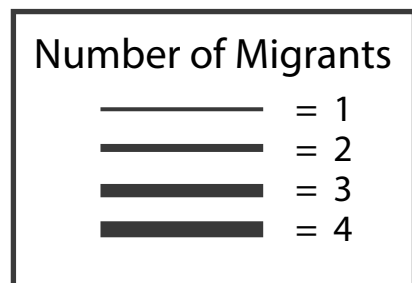 Number of Migrants
= 1
= 2
= 3
= 4